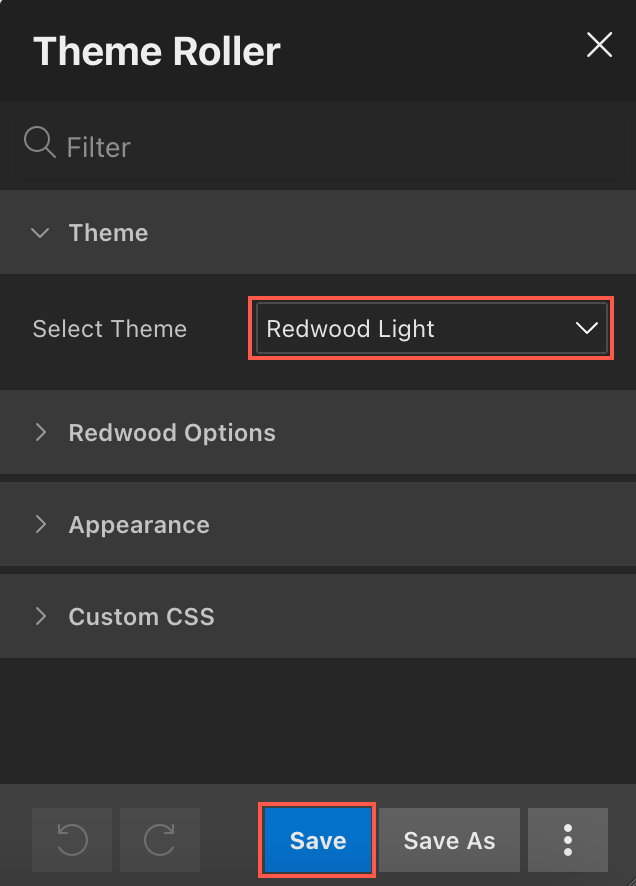 Theme Roller
Filter
Theme
Select Theme
Redwood Light
Redwood Options
Appearance
Custom CSS
Save
Save As